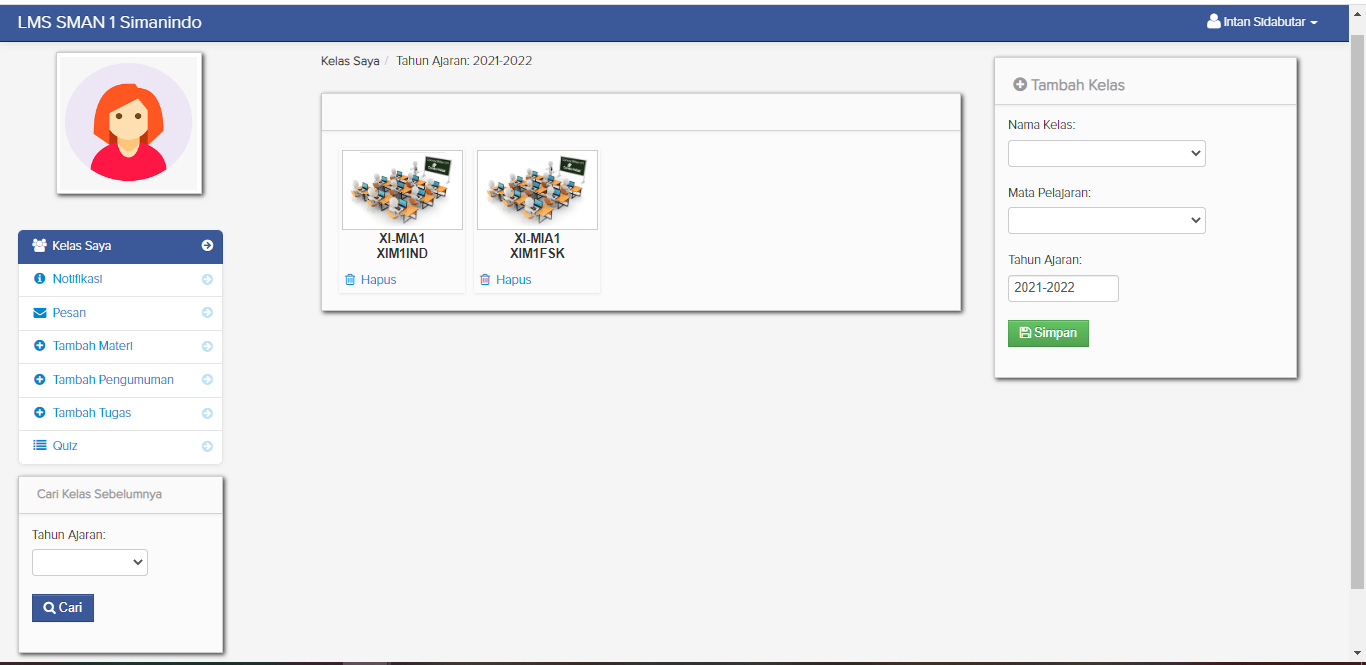 LMS SMAN 1 Simanindo
Intan Sidabutar
Kelas Saya
Notifikasi
Pesan
Tambah Materi
Tambah Pengumuman
Tambah Tugas
Quiz
Cari Kelas Sebelumnya
Tahun Ajaran:
Cari
Kelas Saya / Tahun Ajaran: 2021-2022
XI-MIA1
XIM1IND
Hapus
XI-MIA1
XIM1FSK
Hapus
Tambah Kelas
Nama Kelas:
Mata Pelajaran:
Tahun Ajaran:
2021-2022
Simpan